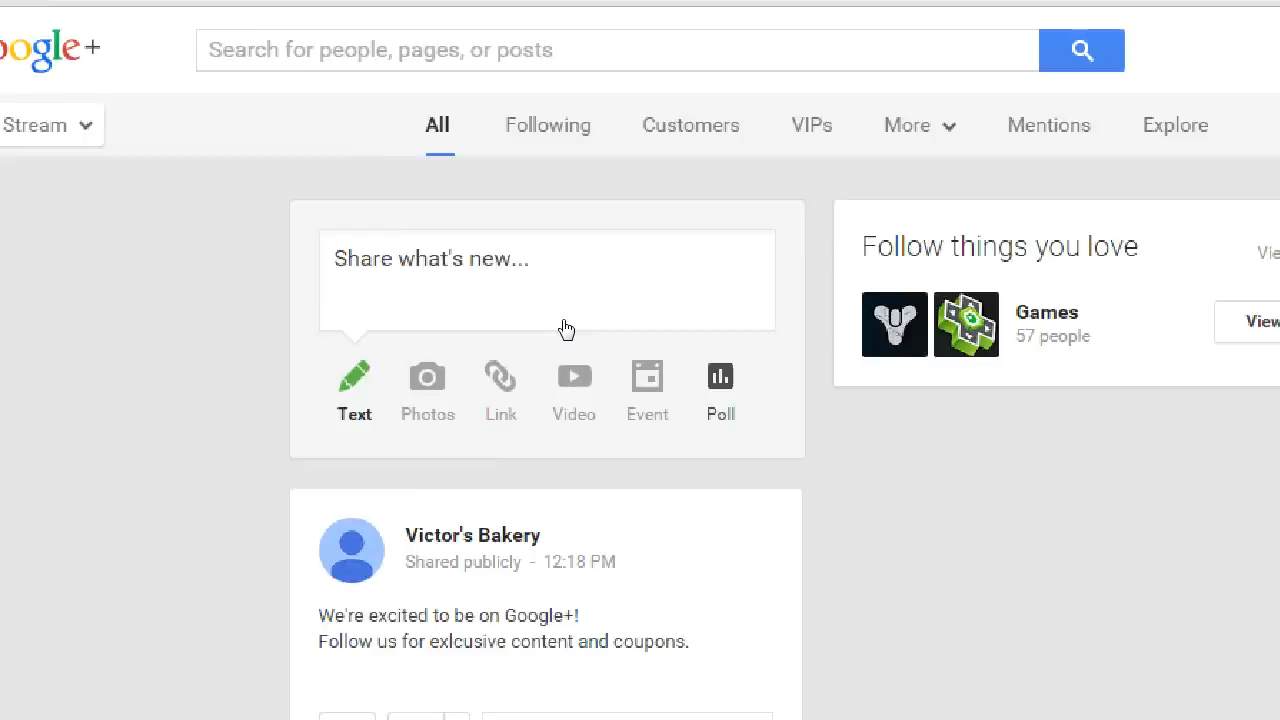 oogle+
Search for people, pages, or posts
Stream
All Following Customers VIPs More Mentions Explore
Share what's new...
Text Photos Link Video Event Poll
Follow things you love
Vie
Games
57 people
View
Victor's Bakery
Shared publicly - 12:18 PM
We're excited to be on Google+!
Follow us for exlcusive content and coupons.